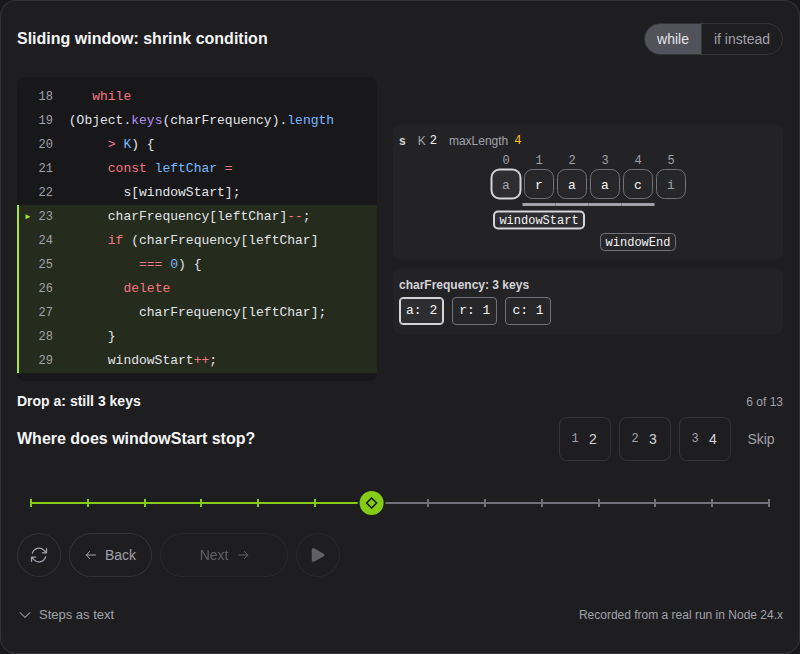 Sliding window: shrink condition
while
if instead
18 while
19 (Object.keys(charFrequency).length
20 > K) {
21 const leftChar =
22 s[windowStart];
▸ 23 charFrequency[leftChar]--;
24 if (charFrequency[leftChar]
25 === 0) {
26 delete
27 charFrequency[leftChar];
28 }
29 windowStart++;
s K 2 maxLength 4
0 1 2 3 4 5
a r a a c i
windowStart
windowEnd
charFrequency: 3 keys
a: 2 r: 1 c: 1
Drop a: still 3 keys
6 of 13
Where does windowStart stop?
1 2
2 3
3 4
Skip
← Back
Next →
Steps as text
Recorded from a real run in Node 24.x